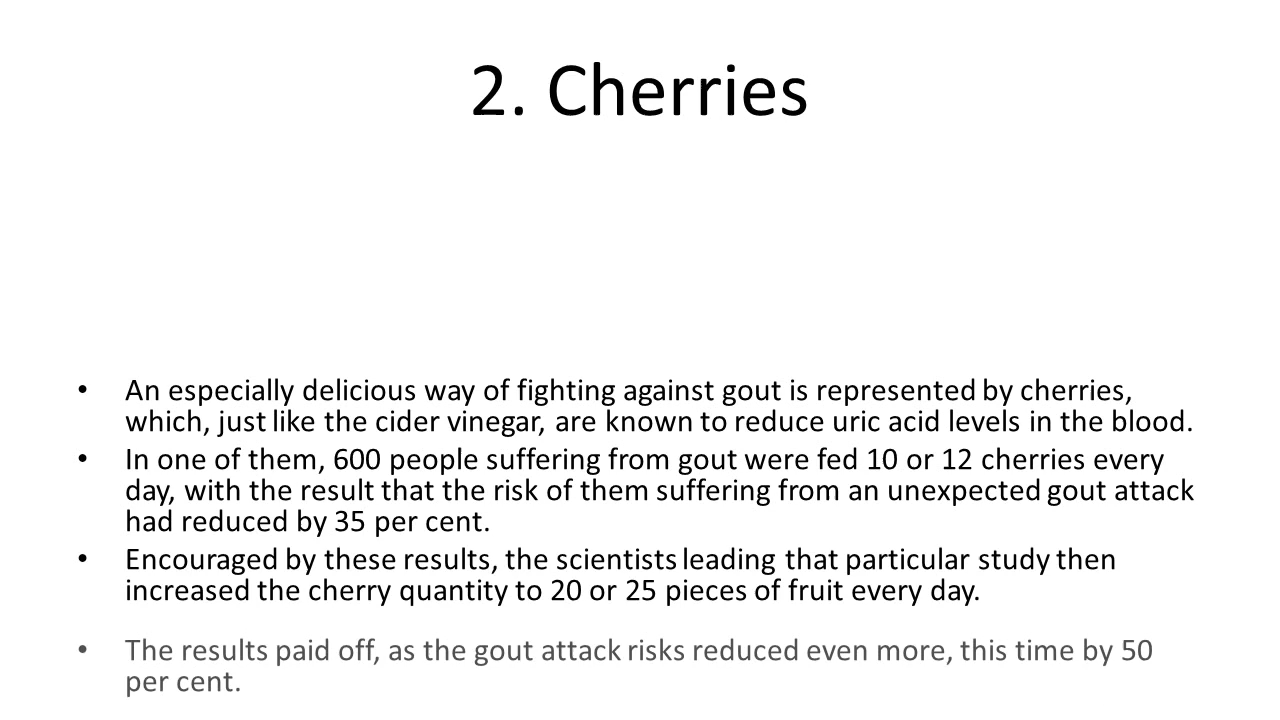 2. Cherries
• An especially delicious way of fighting against gout is represented by cherries,
which, just like the cider vinegar, are known to reduce uric acid levels in the blood.
• In one of them, 600 people suffering from gout were fed 10 or 12 cherries every
day, with the result that the risk of them suffering from an unexpected gout attack
had reduced by 35 per cent.
• Encouraged by these results, the scientists leading that particular study then
increased the cherry quantity to 20 or 25 pieces of fruit every day.
• The results paid off, as the gout attack risks reduced even more, this time by 50
per cent.